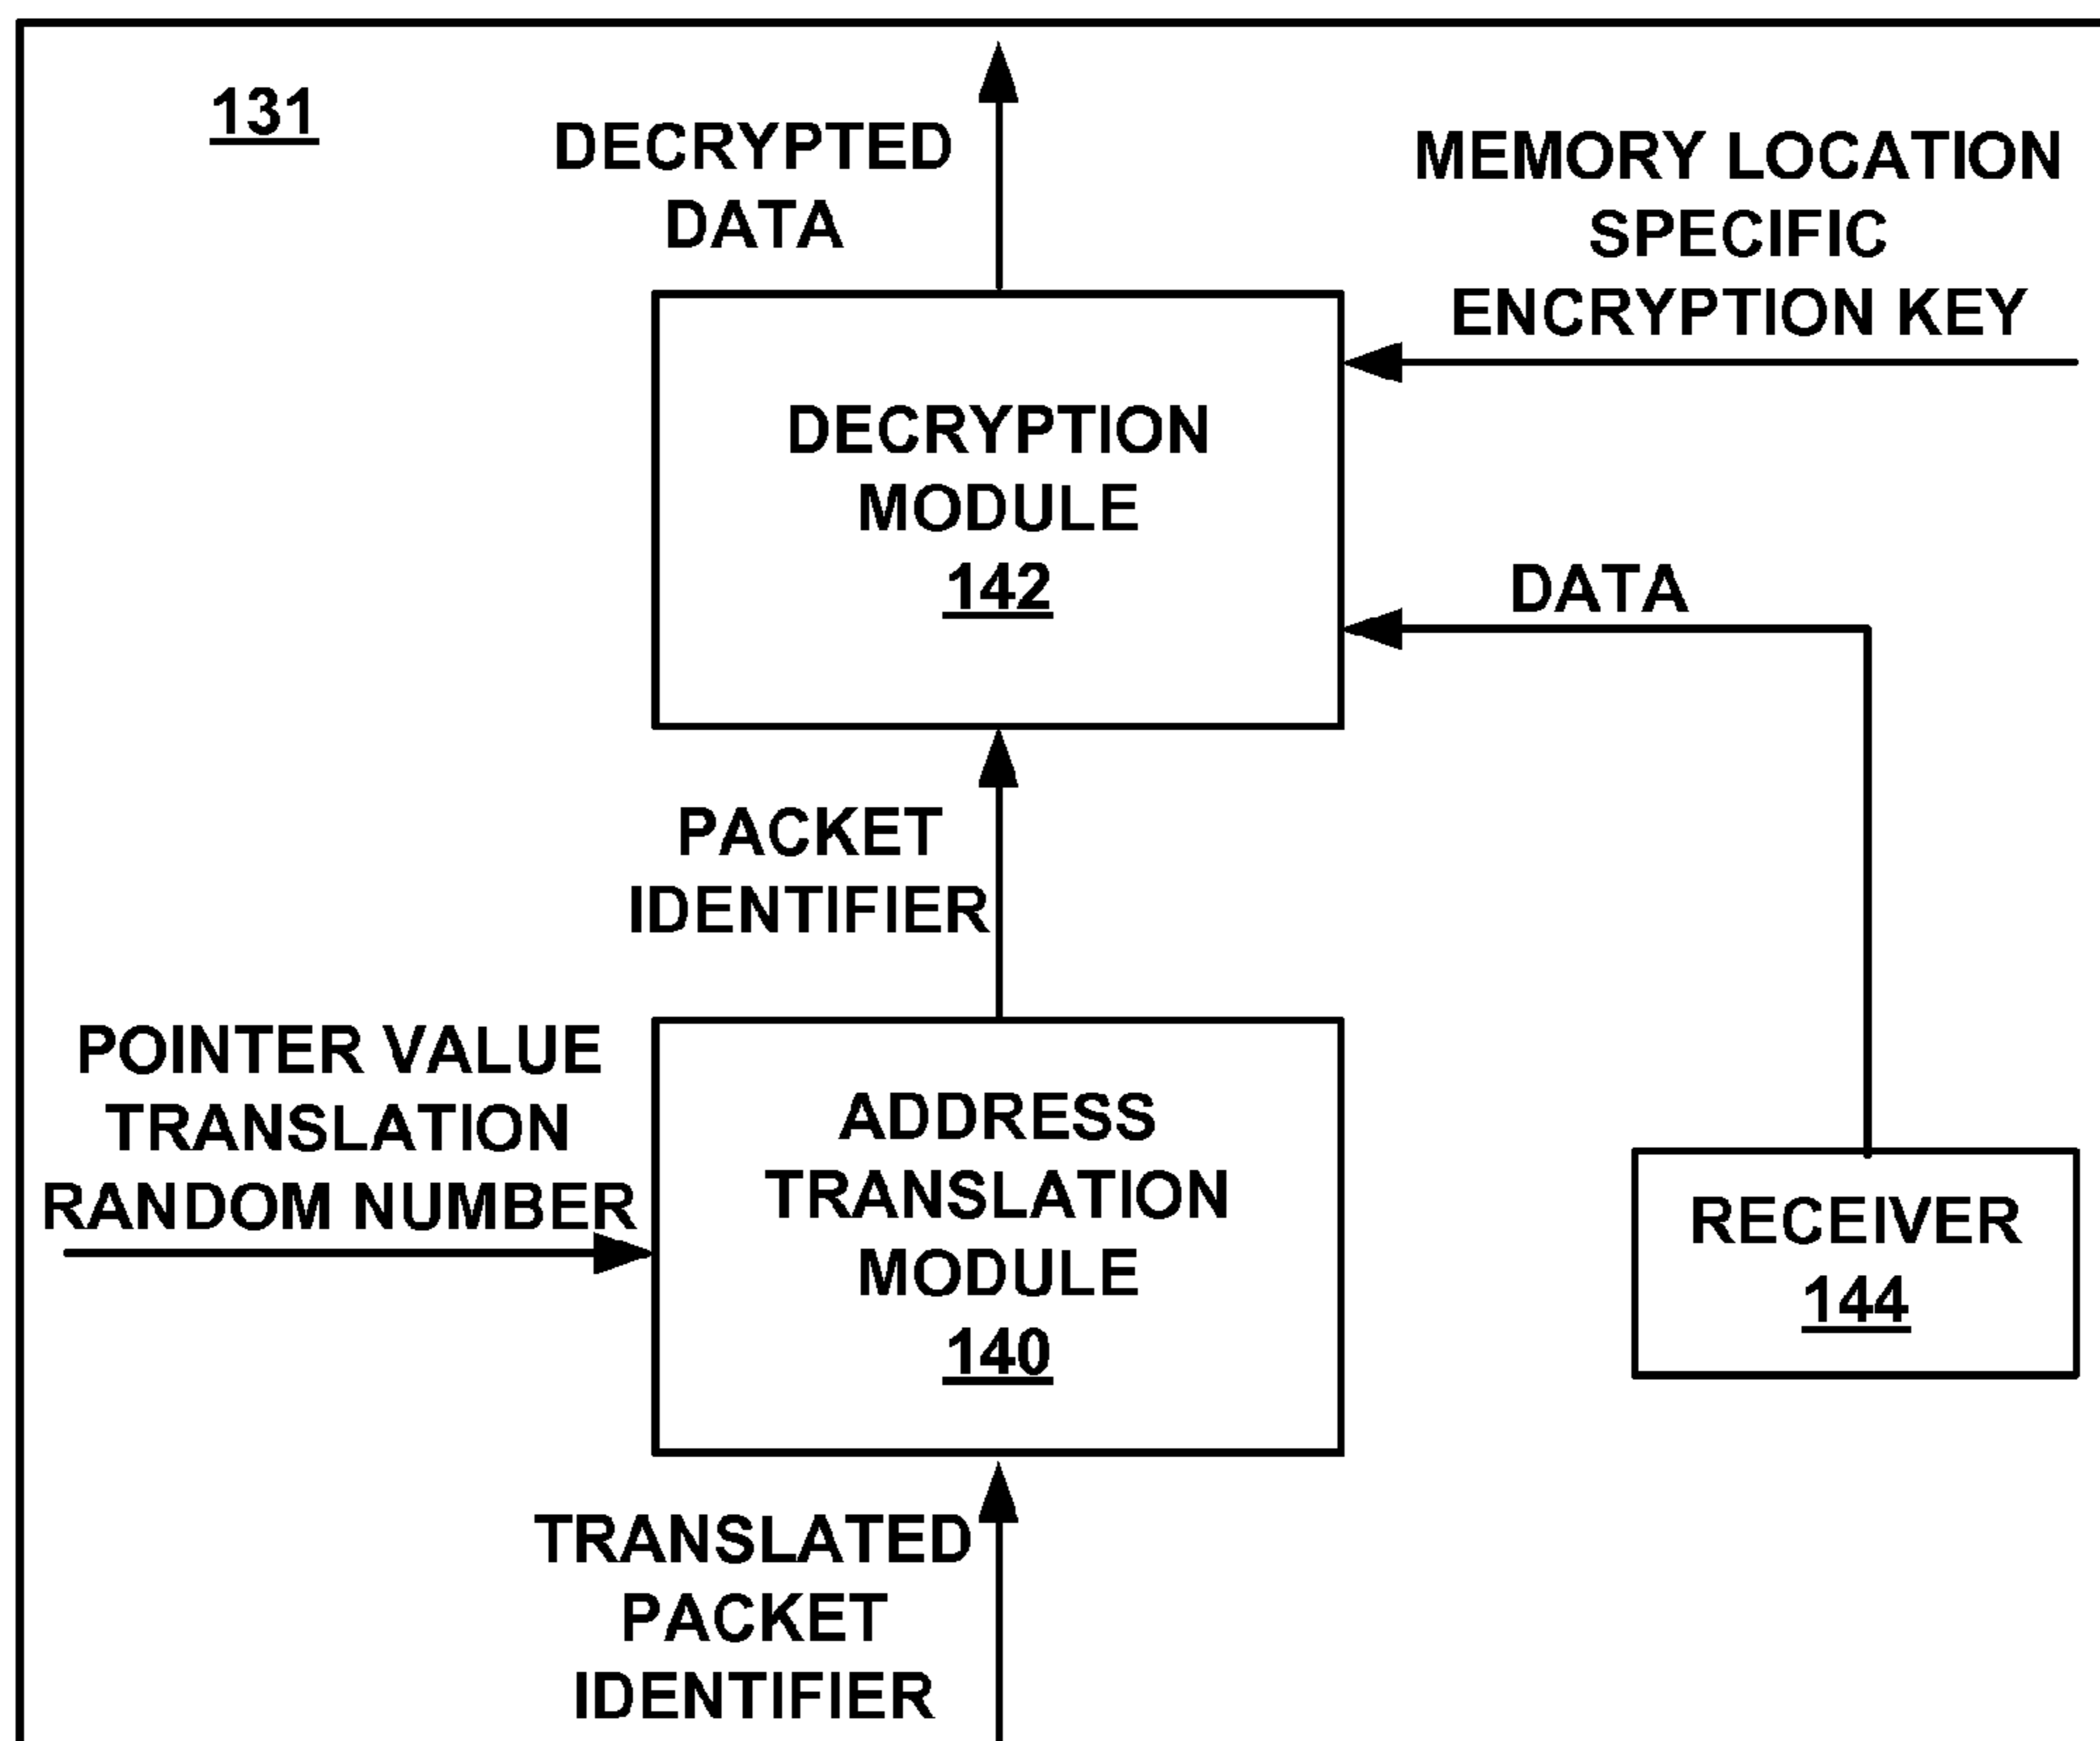 131
DECRYPTED
DATA
MEMORY LOCATION
SPECIFIC
ENCRYPTION KEY
DECRYPTION
MODULE
142
DATA
PACKET
IDENTIFIER
POINTER VALUE
TRANSLATION
RANDOM NUMBER
ADDRESS
TRANSLATION
MODULE
140
RECEIVER
144
TRANSLATED
PACKET
IDENTIFIER